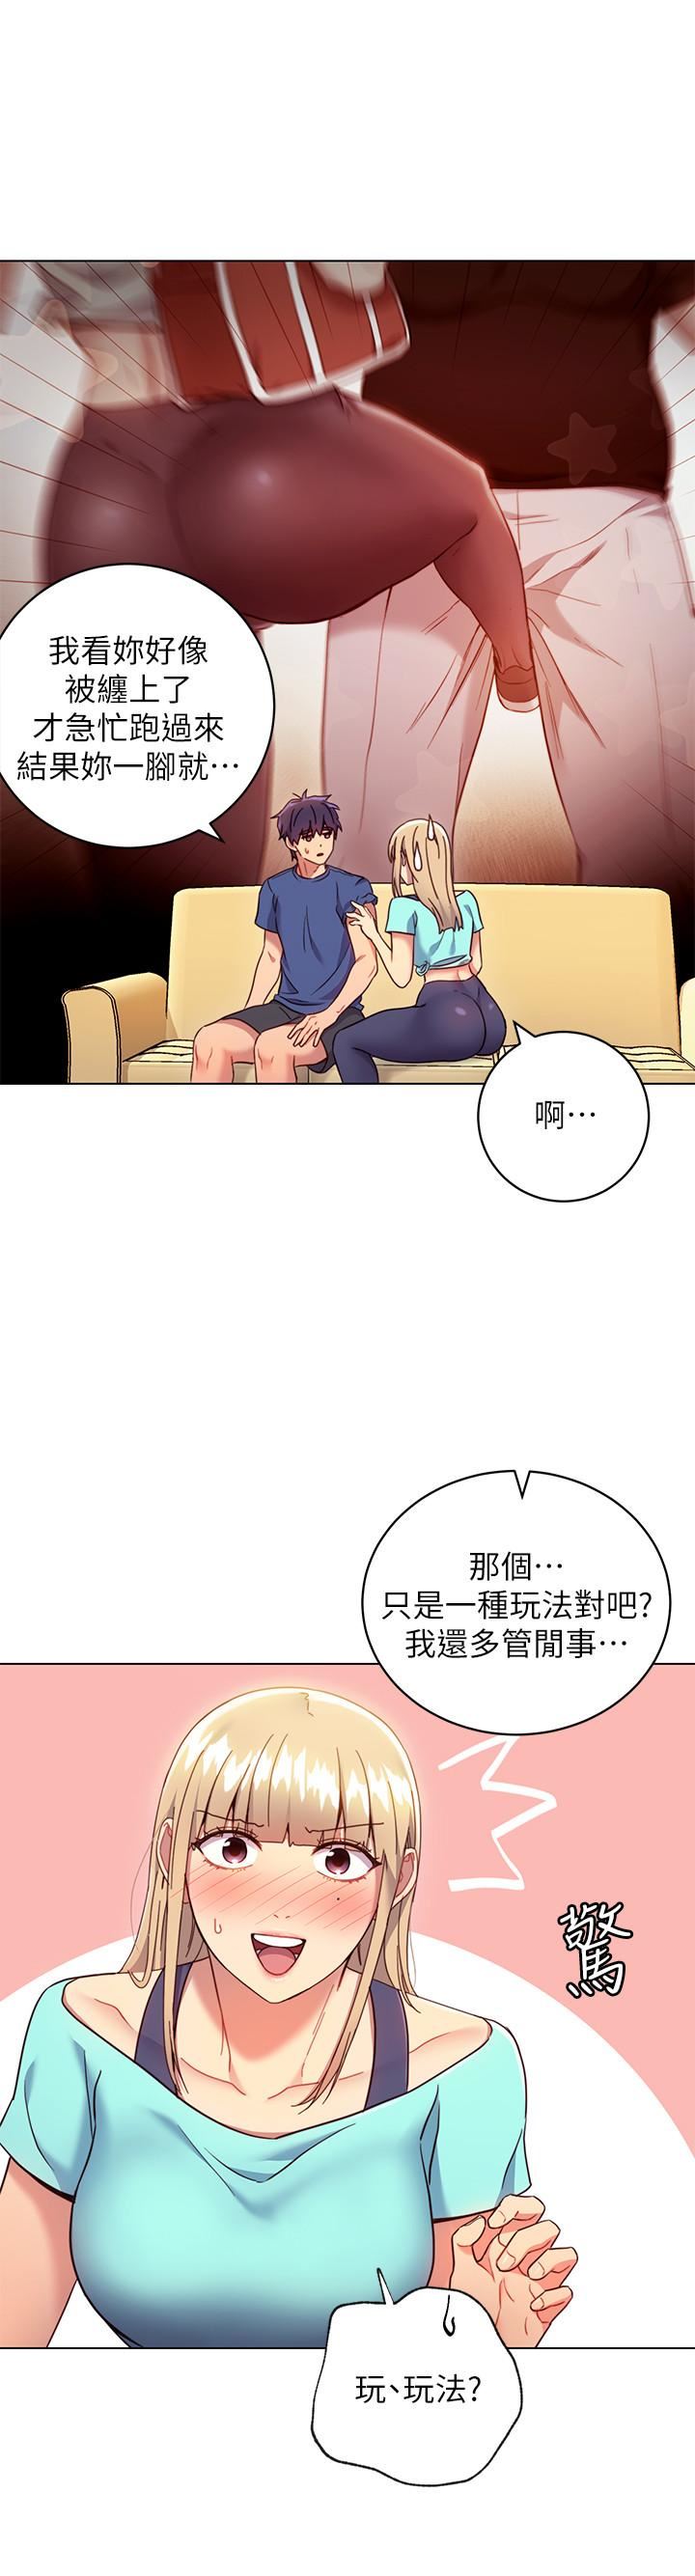 我看妳好像
被纏上了
才急忙跑過來
結果妳一腳就…
啊…
那個…
只是一種玩法對吧?
我還多管閒事…
驚
玩、玩法?